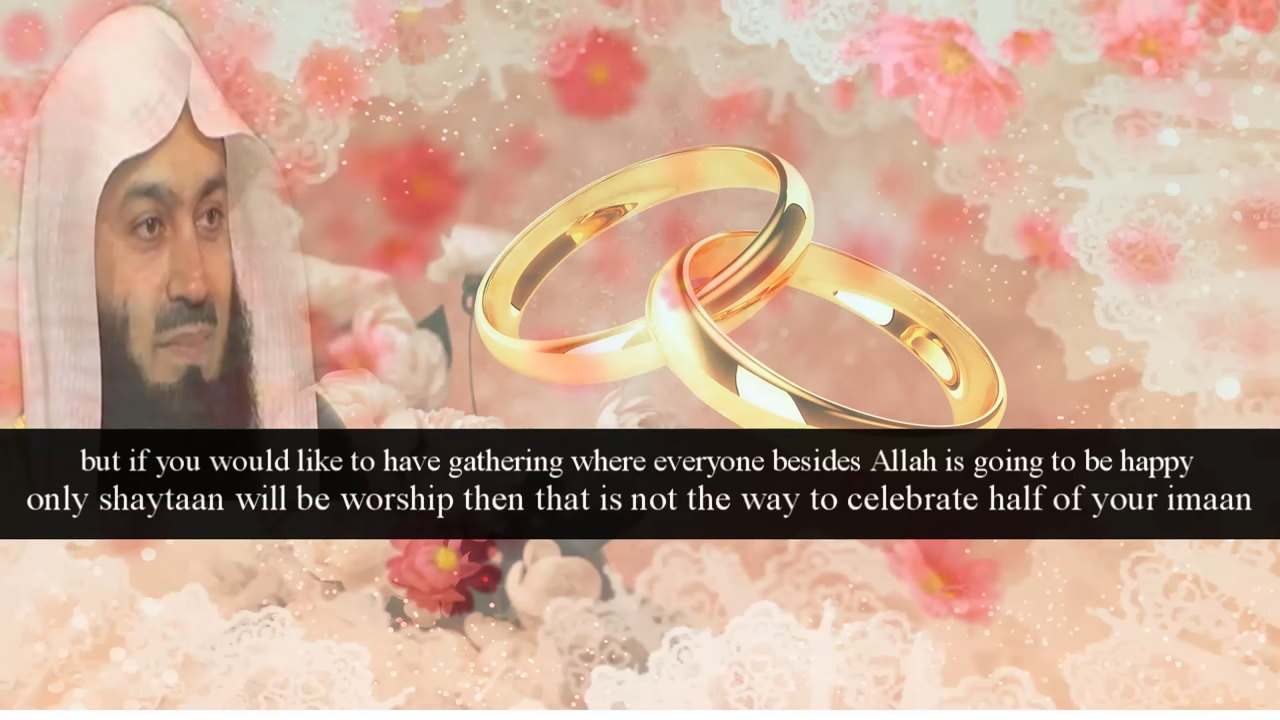 but if you would like to have gathering where everyone besides Allah is going to be happy
only shaytaan will be worship then that is not the way to celebrate half of your imaan